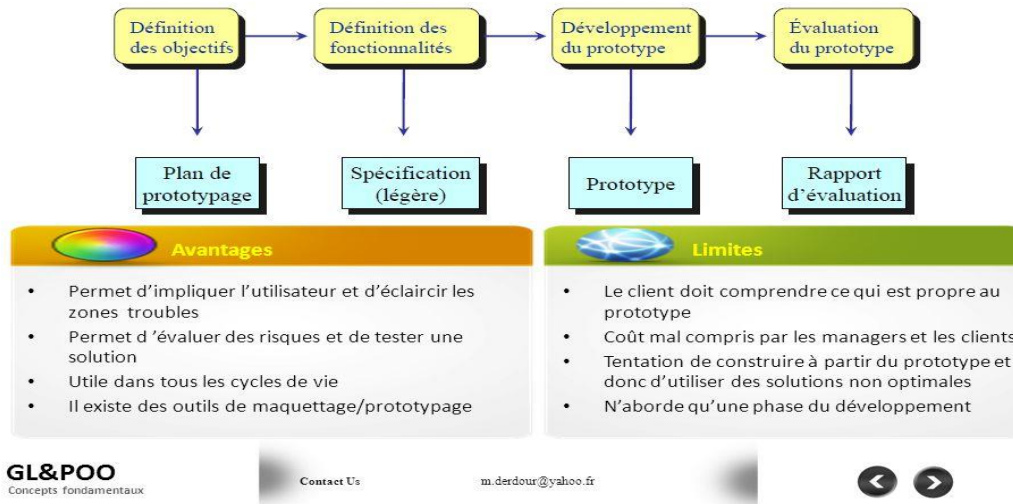 Définition
des objectifs
Définition des
fonctionnalités
Développement
du prototype
Évaluation
du prototype
Plan de
prototypage
Spécification
(légère)
Prototype
Rapport
d'évaluation
Avantages
• Permet d'impliquer l'utilisateur et d'éclaircir les
zones troubles
• Permet d 'évaluer des risques et de tester une
solution
• Utile dans tous les cycles de vie
• Il existe des outils de maquettage/prototypage
Limites
• Le client doit comprendre ce qui est propre au
prototype
• Coût mal compris par les managers et les clients
• Tentation de construire à partir du prototype et
donc d'utiliser des solutions non optimales
• N'aborde qu'une phase du développement
GL&POO
Concepts fondamentaux
Contact Us
m.derdour@yahoo.fr